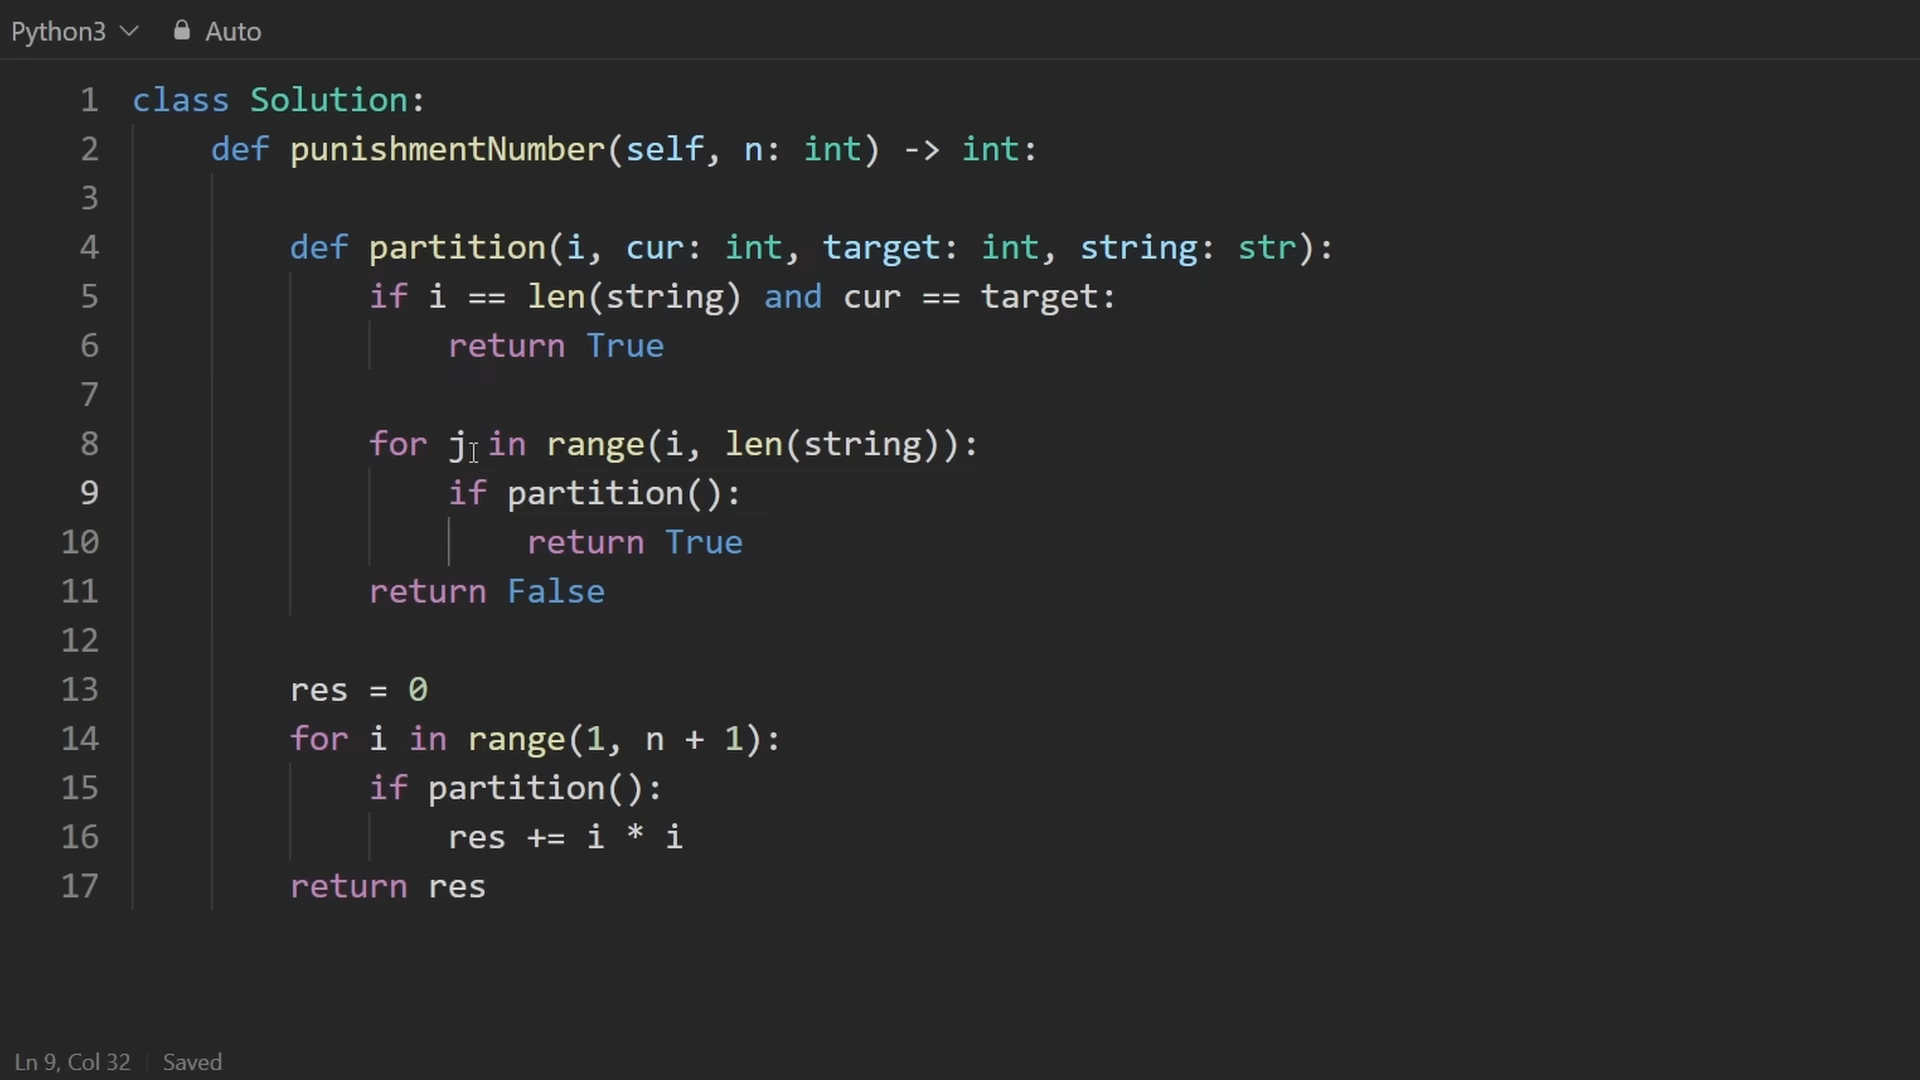 Python3 Auto
1 class Solution:
2     def punishmentNumber(self, n: int) -> int:
3
4         def partition(i, cur: int, target: int, string: str):
5             if i == len(string) and cur == target:
6                 return True
7
8             for j in range(i, len(string)):
9                 if partition():
10                     return True
11             return False
12
13         res = 0
14         for i in range(1, n + 1):
15             if partition():
16                 res += i * i
17         return res
Ln 9, Col 32 Saved